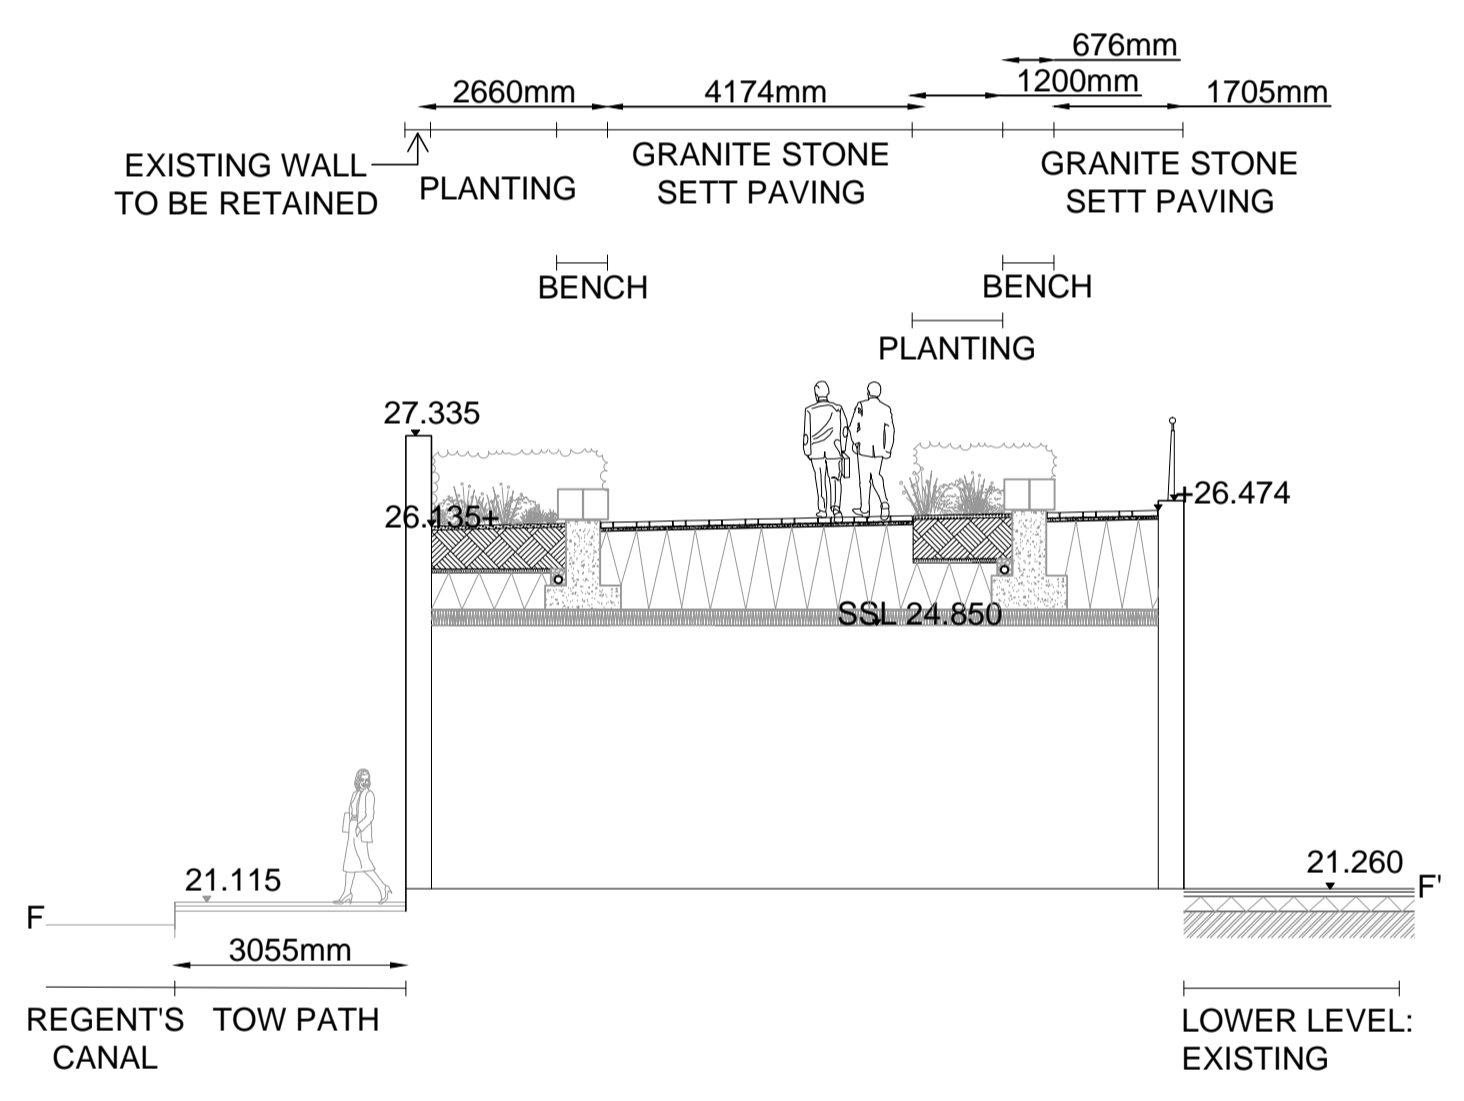 676mm
2660mm
4174mm
1200mm
1705mm
EXISTING WALL
TO BE RETAINED
PLANTING
GRANITE STONE
SETT PAVING
GRANITE STONE
SETT PAVING
BENCH
BENCH
PLANTING
27.335
26.135+
+26.474
SSL 24.850
21.115
21.260
F
F'
3055mm
REGENT'S
CANAL
TOW PATH
LOWER LEVEL:
EXISTING